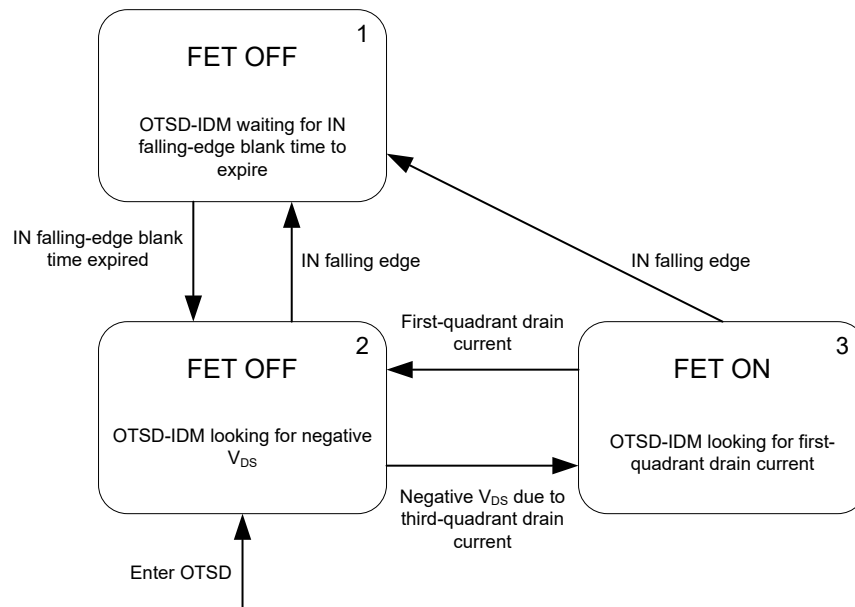 1
FET OFF
OTSD-IDM waiting for IN
falling-edge blank time to
expire
IN falling-edge blank
time expired
IN falling edge
IN falling edge
First-quadrant drain
current
2
FET OFF
OTSD-IDM looking for negative
V_DS
3
FET ON
OTSD-IDM looking for first-
quadrant drain current
Negative V_DS due to
third-quadrant drain
current
Enter OTSD